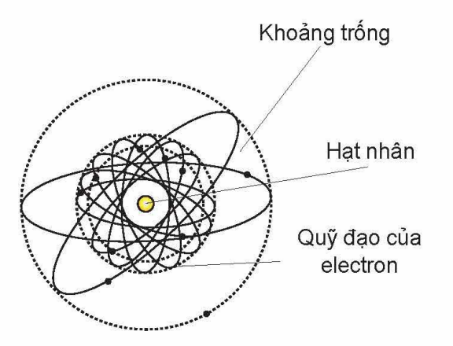 Khoảng trống
Hạt nhân
Quỹ đạo của
electron